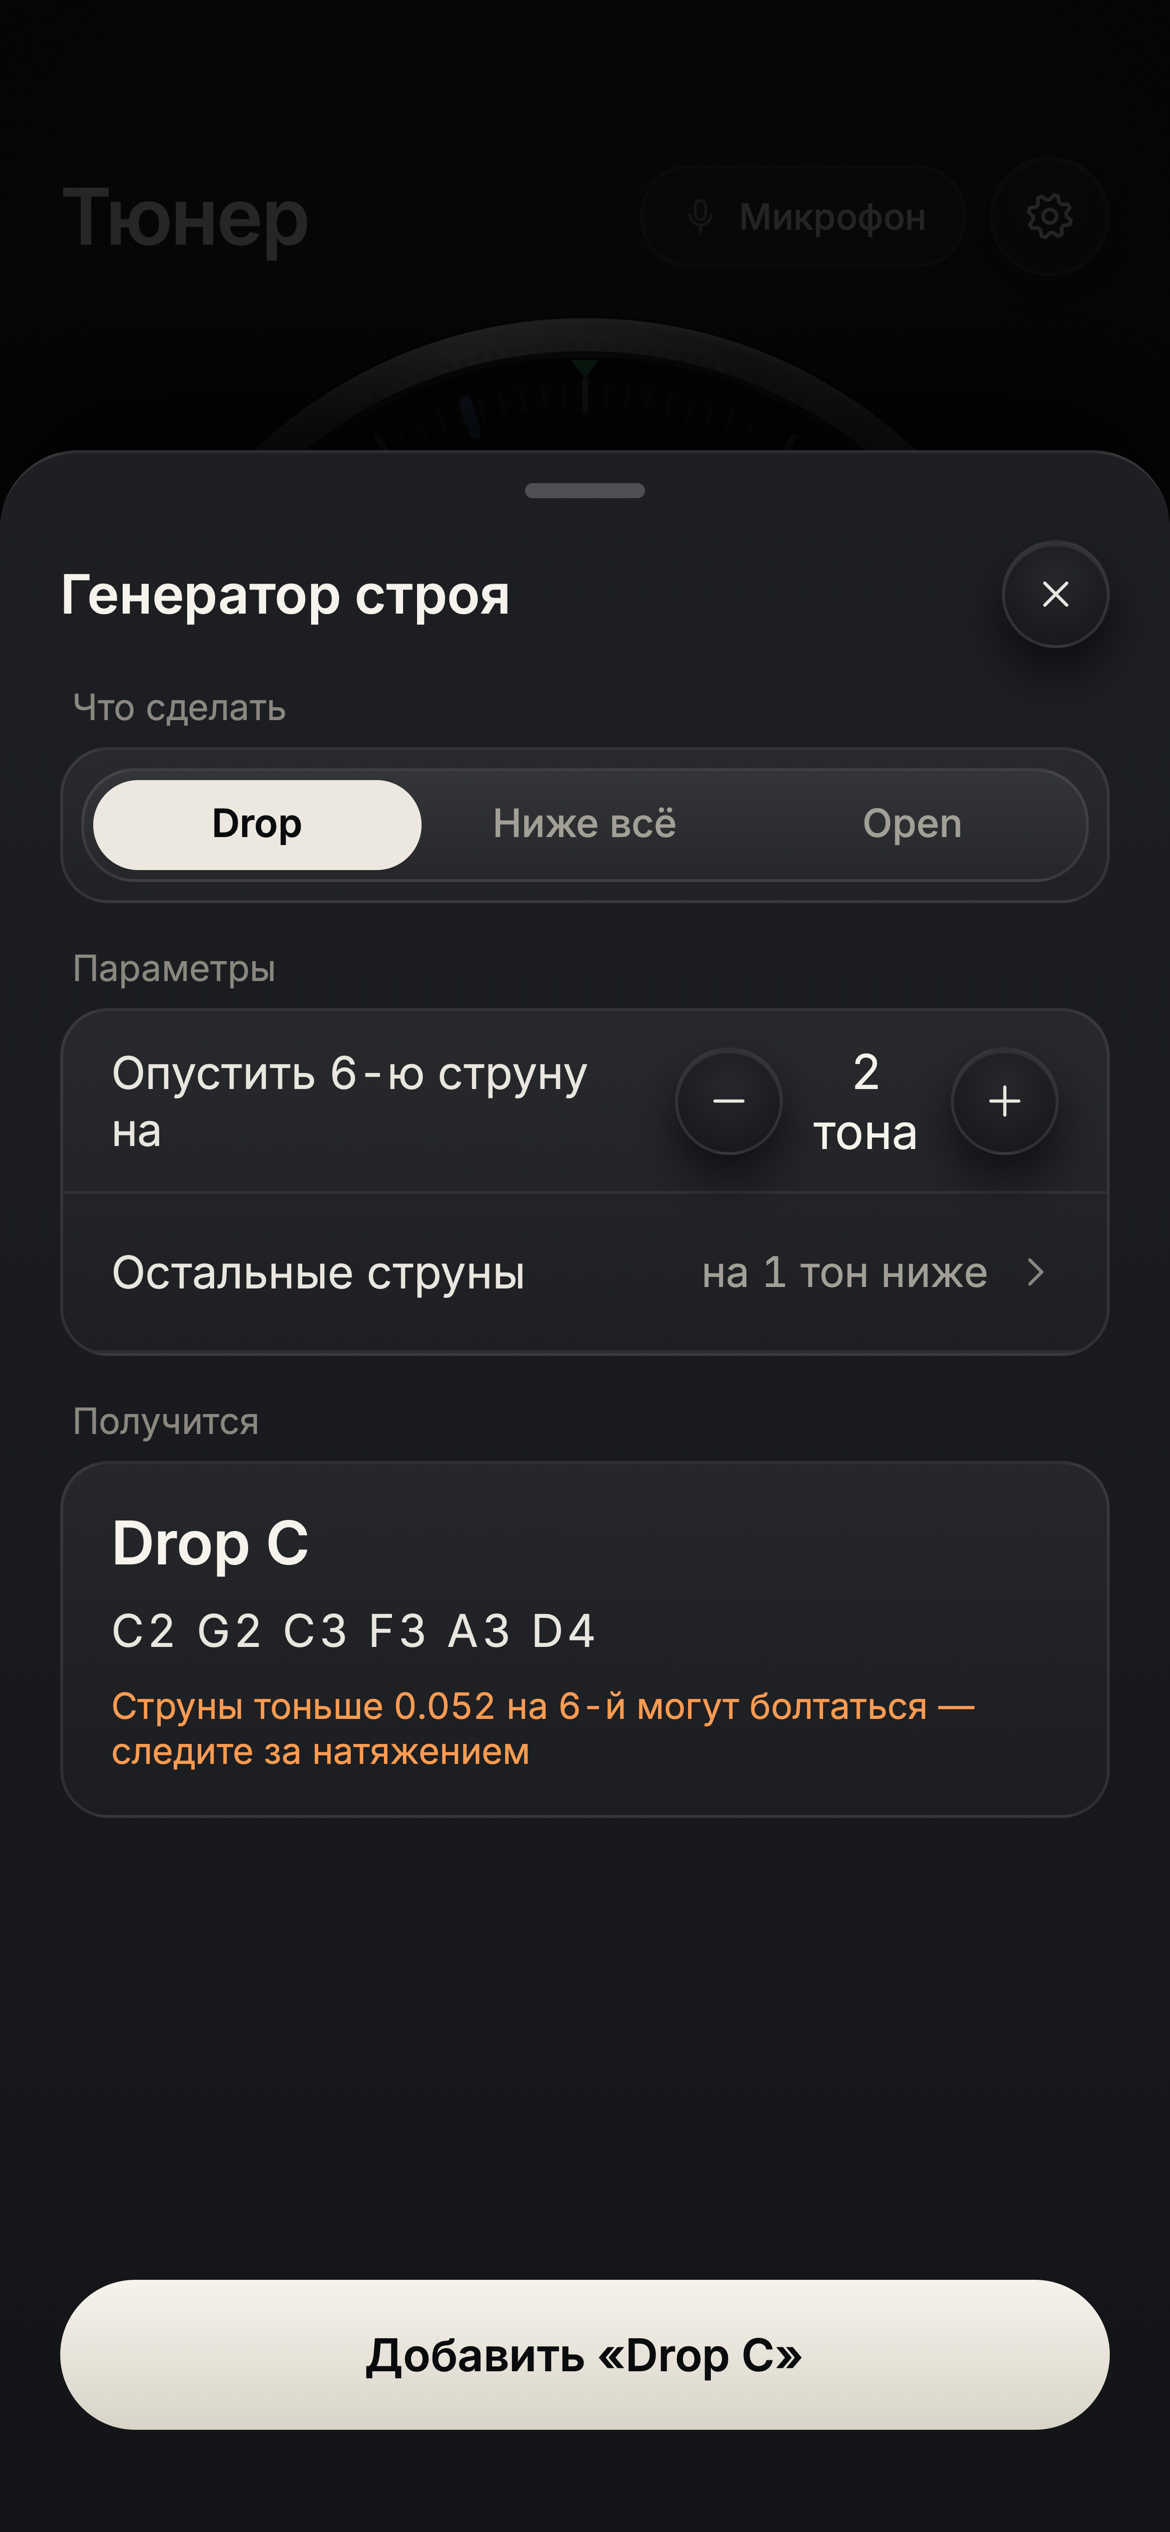 Тюнер
Микрофон
Генератор строя
Что сделать
Drop
Ниже всё
Open
Параметры
Опустить 6-ю струну
на
2
тона
Остальные струны
на 1 тон ниже
Получится
Drop C
C2 G2 C3 F3 A3 D4
Струны тоньше 0.052 на 6-й могут болтаться —
следите за натяжением
Добавить «Drop C»